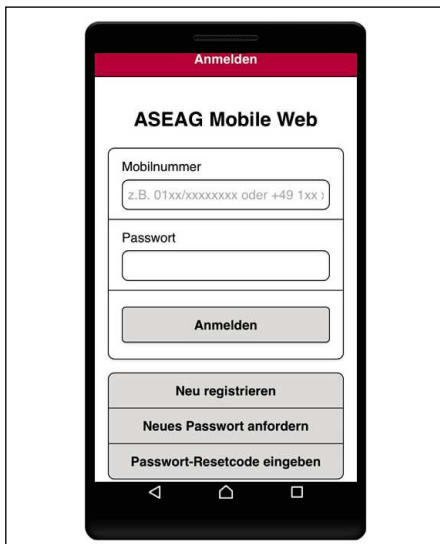 Anmelden
ASEAG Mobile Web
Mobilnummer
z.B. 01xx/xxxxxxxx oder +49 1xx
Passwort
Anmelden
Neu registrieren
Neues Passwort anfordern
Passwort-Resetcode eingeben